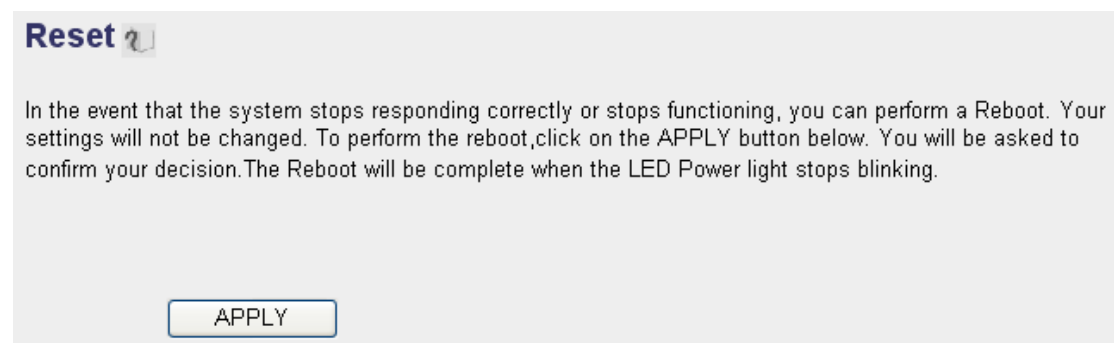 Reset
In the event that the system stops responding correctly or stops functioning, you can perform a Reboot. Your
settings will not be changed. To perform the reboot,click on the APPLY button below. You will be asked to
confirm your decision.The Reboot will be complete when the LED Power light stops blinking.
APPLY